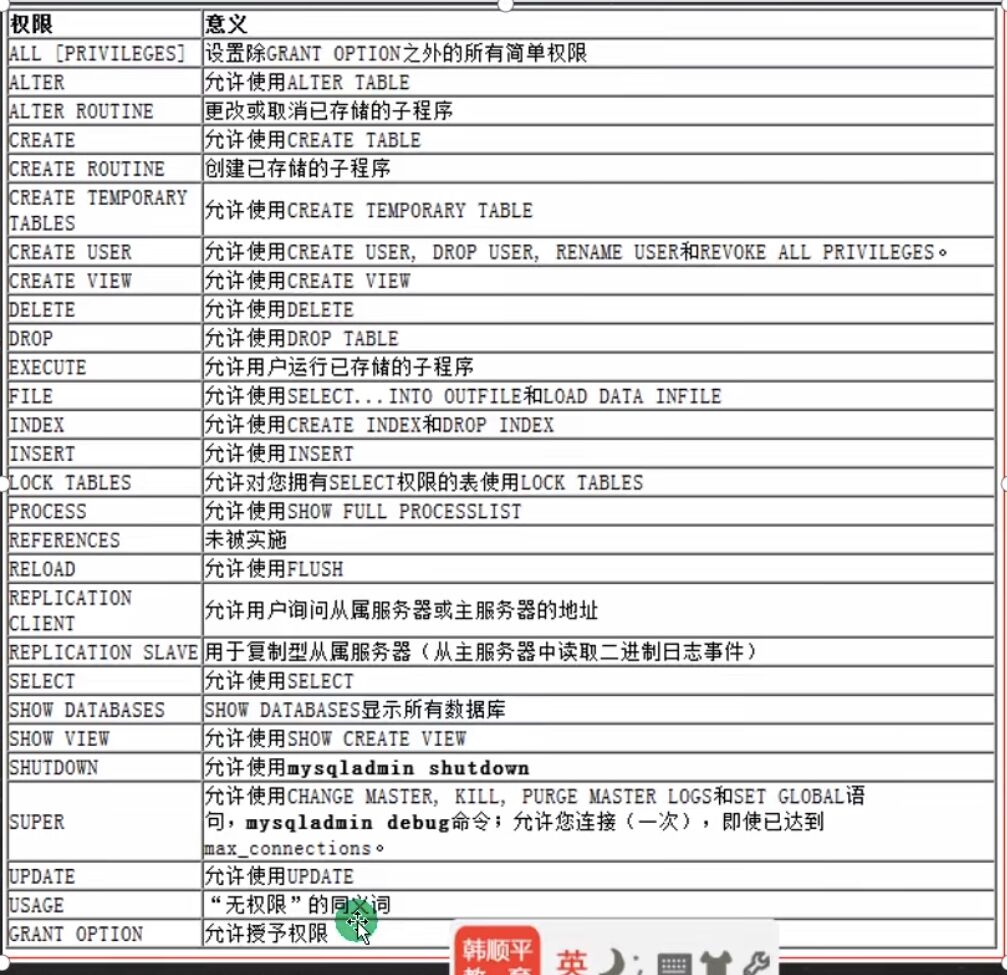 权限 意义
ALL [PRIVILEGES] 设置除GRANT OPTION之外的所有简单权限
ALTER 允许使用ALTER TABLE
ALTER ROUTINE 更改或取消已存储的子程序
CREATE 允许使用CREATE TABLE
CREATE ROUTINE 创建已存储的子程序
CREATE TEMPORARY
TABLES
允许使用CREATE TEMPORARY TABLE
CREATE USER 允许使用CREATE USER, DROP USER, RENAME USER和REVOKE ALL PRIVILEGES。
CREATE VIEW 允许使用CREATE VIEW
DELETE 允许使用DELETE
DROP 允许使用DROP TABLE
EXECUTE 允许用户运行已存储的子程序
FILE 允许使用SELECT...INTO OUTFILE和LOAD DATA INFILE
INDEX 允许使用CREATE INDEX和DROP INDEX
INSERT 允许使用INSERT
LOCK TABLES 允许对您拥有SELECT权限的表使用LOCK TABLES
PROCESS 允许使用SHOW FULL PROCESSLIST
REFERENCES 未被实施
RELOAD 允许使用FLUSH
REPLICATION
CLIENT
允许用户询问从属服务器或主服务器的地址
REPLICATION SLAVE 用于复制型从属服务器（从主服务器中读取二进制日志事件）
SELECT 允许使用SELECT
SHOW DATABASES SHOW DATABASES显示所有数据库
SHOW VIEW 允许使用SHOW CREATE VIEW
SHUTDOWN 允许使用mysqladmin shutdown
SUPER
允许使用CHANGE MASTER, KILL, PURGE MASTER LOGS和SET GLOBAL语
句，mysqladmin debug命令；允许您连接（一次），即使已达到
max_connections。
UPDATE 允许使用UPDATE
USAGE “无权限”的同义词
GRANT OPTION 允许授予权限
韩顺平
教 育
英